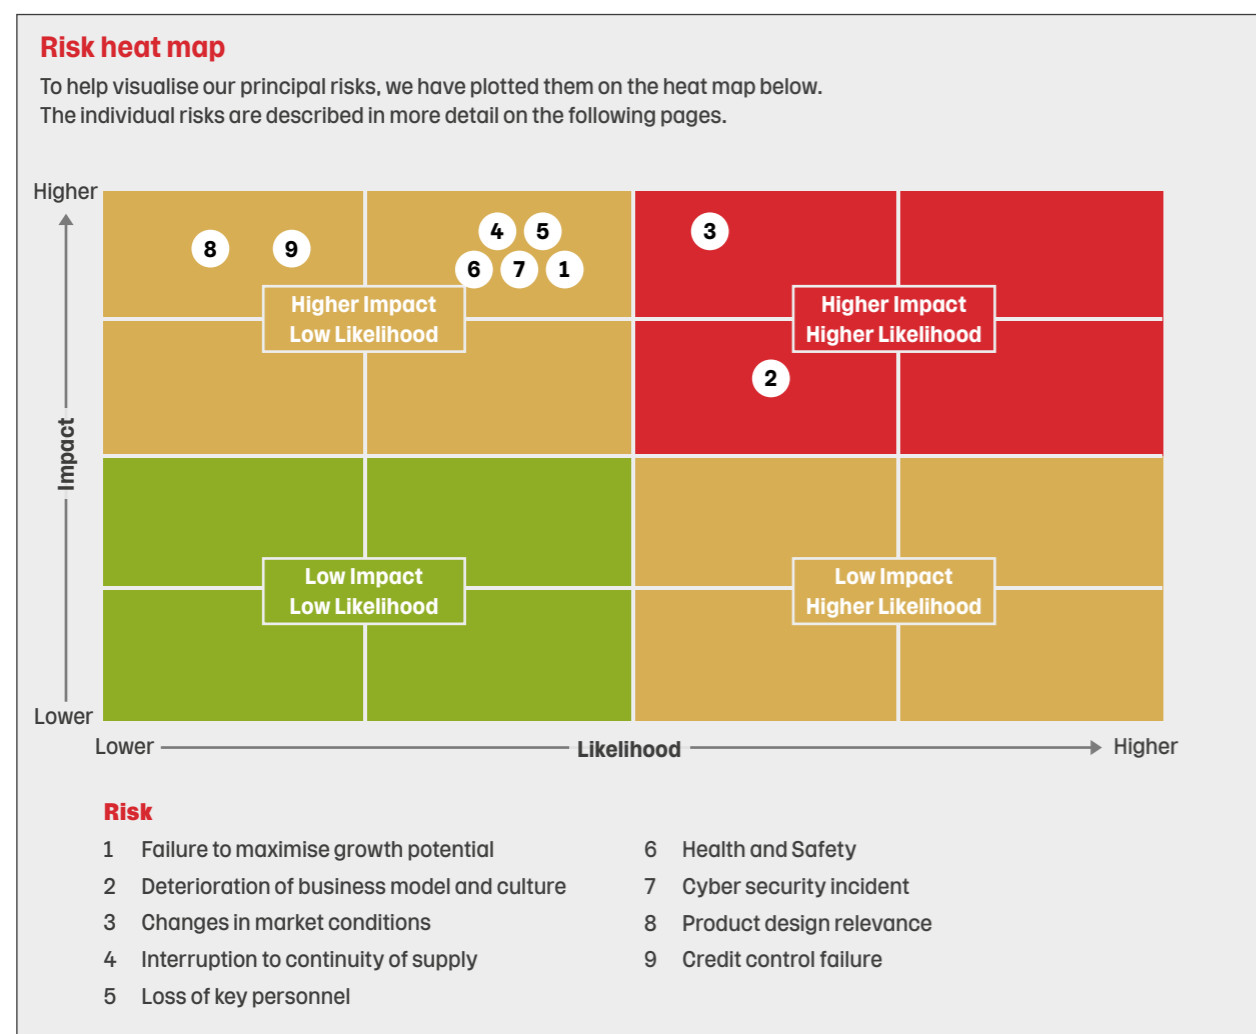 Risk heat map
To help visualise our principal risks, we have plotted them on the heat map below.
The individual risks are described in more detail on the following pages.
Higher
4
5
3
8
9
6
7
1
Higher Impact
Low Likelihood
Higher Impact
Higher Likelihood
2
Impact
Low Impact
Low Likelihood
Low Impact
Higher Likelihood
Lower
Lower
Likelihood
Higher
Risk
1 Failure to maximise growth potential
2 Deterioration of business model and culture
3 Changes in market conditions
4 Interruption to continuity of supply
5 Loss of key personnel
6 Health and Safety
7 Cyber security incident
8 Product design relevance
9 Credit control failure